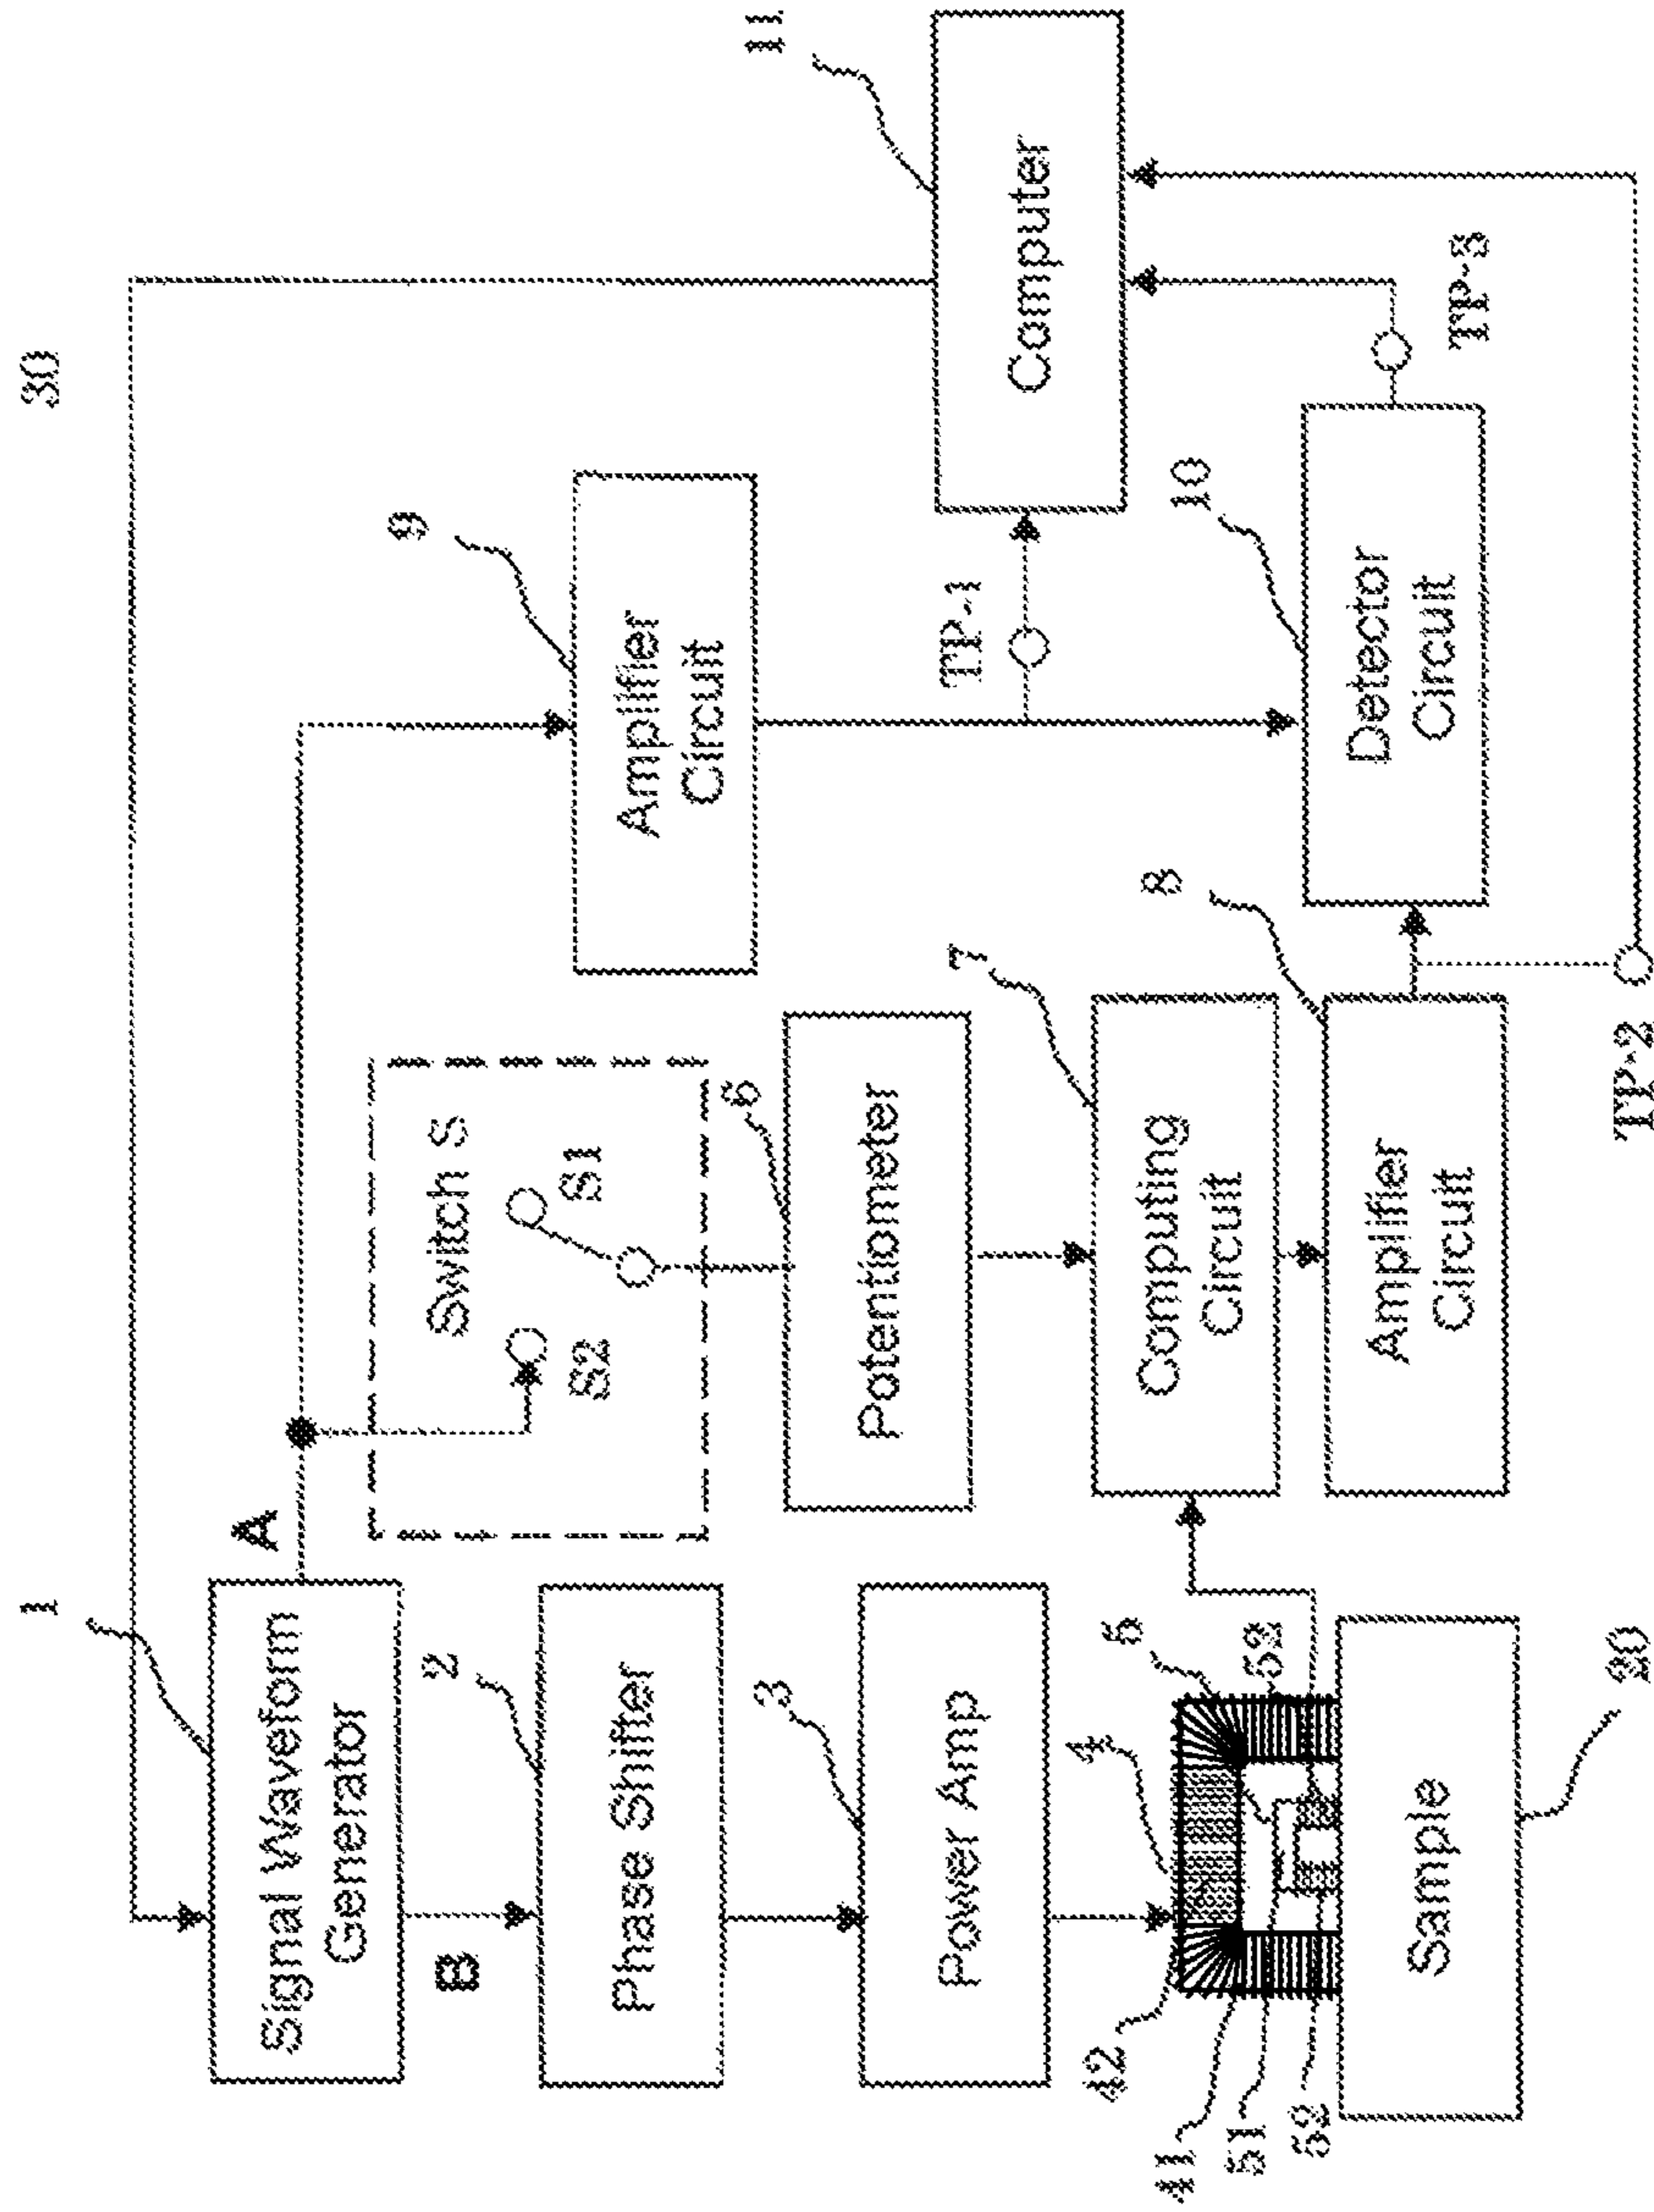 30
1
Signal Waveform
Generator
A
B
2
Phase Shifter
3
Power Amp
Switch S
S2
S1
6
Potentiometer
9
Amplifier
Circuit
11
Computer
TP-1
7
Computing
Circuit
8
Amplifier
Circuit
10
Detector
Circuit
TP-3
TP-2
42
4
5
41
51
52
52
Sample
20